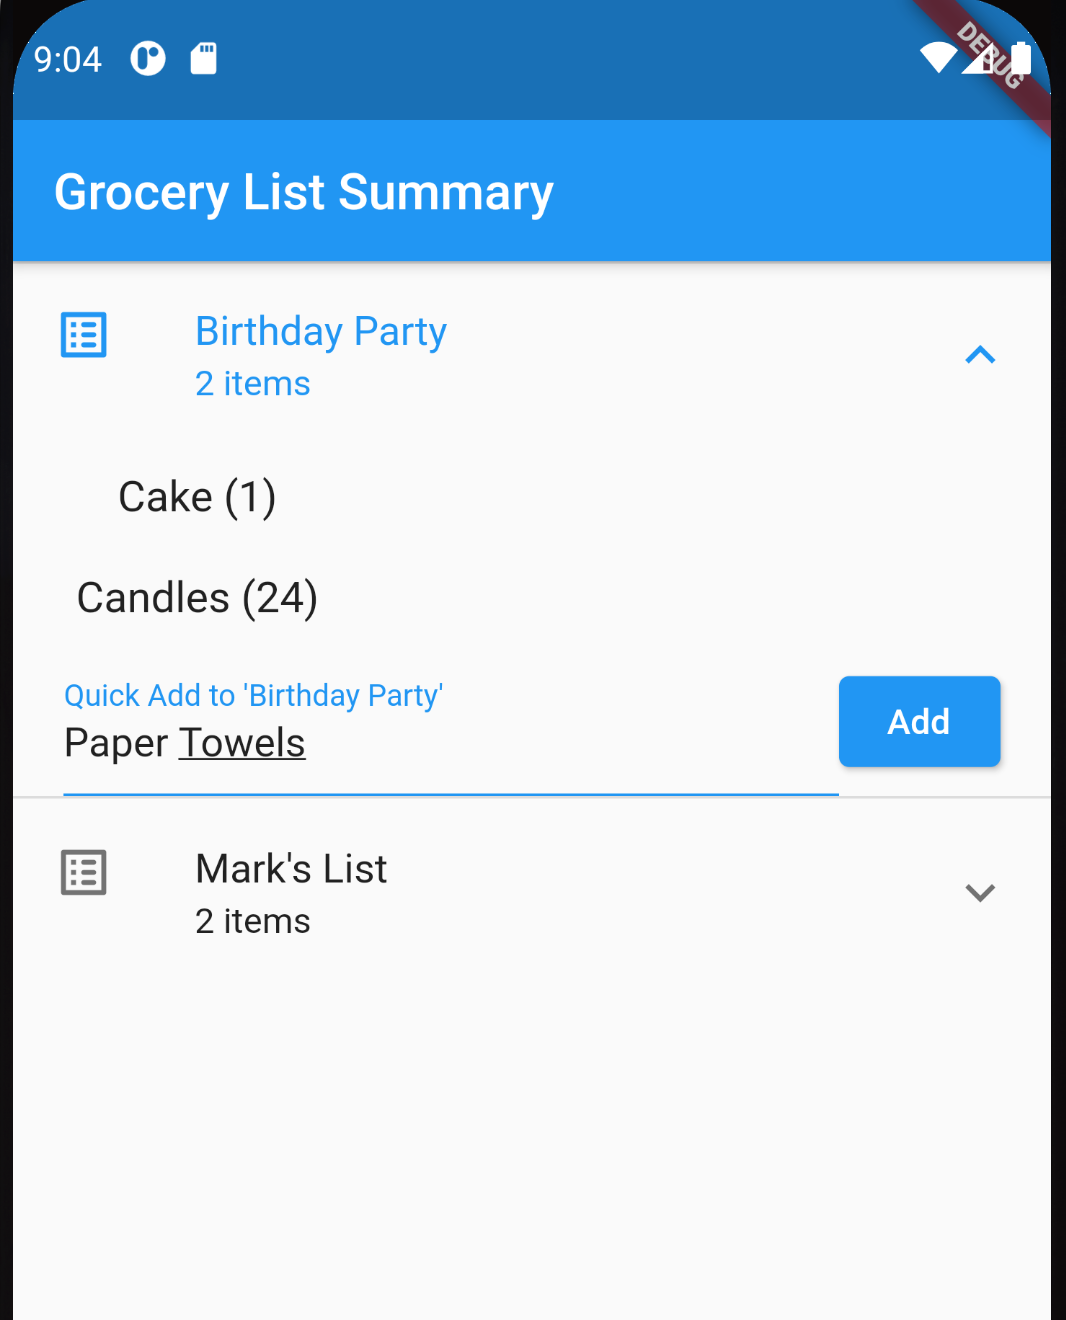 9:04
DEBUG
Grocery List Summary
Birthday Party
2 items
Cake (1)
Candles (24)
Quick Add to 'Birthday Party'
Paper Towels
Add
Mark's List
2 items